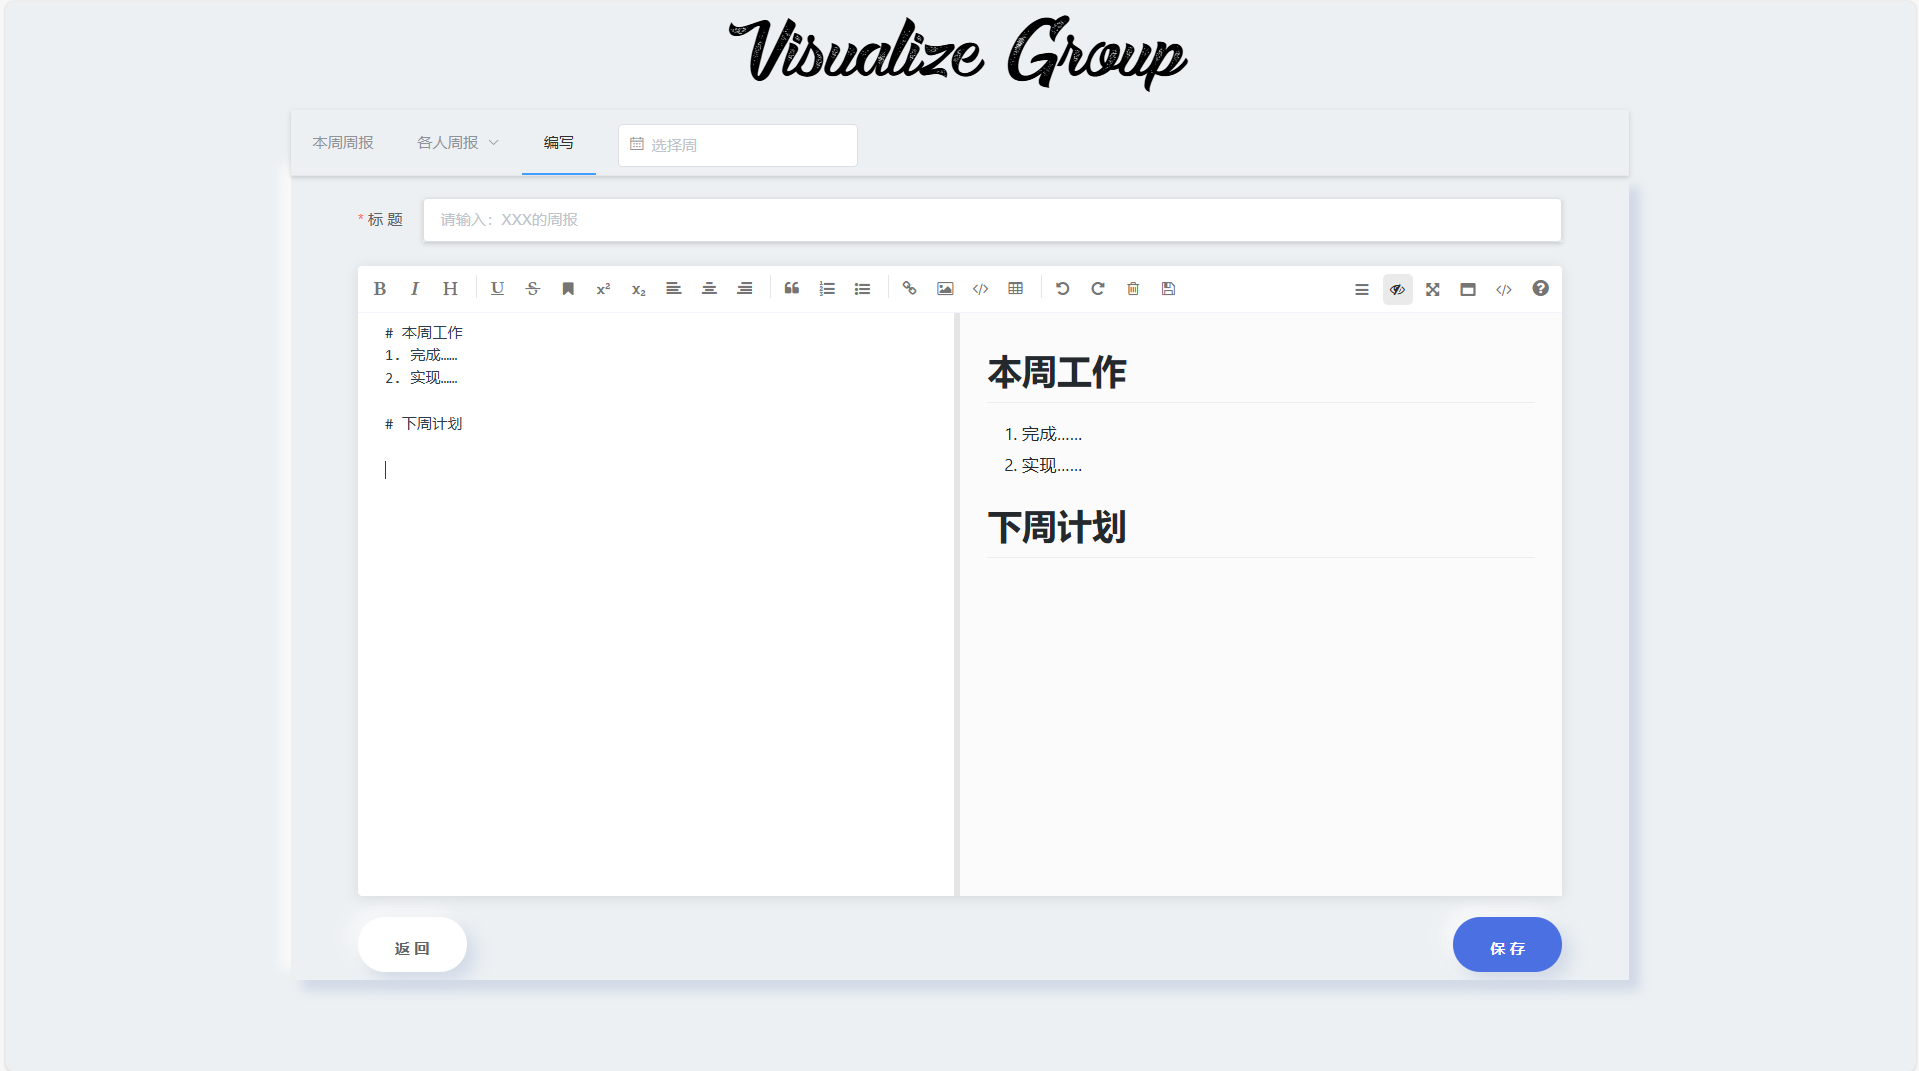 Visualize Group
本周周报 各人周报 编写 选择周
* 标 题 请输入：XXX的周报
B I H U S x² x₂
# 本周工作
1. 完成……
2. 实现……
# 下周计划
本周工作
1. 完成……
2. 实现……
下周计划
返 回 保 存